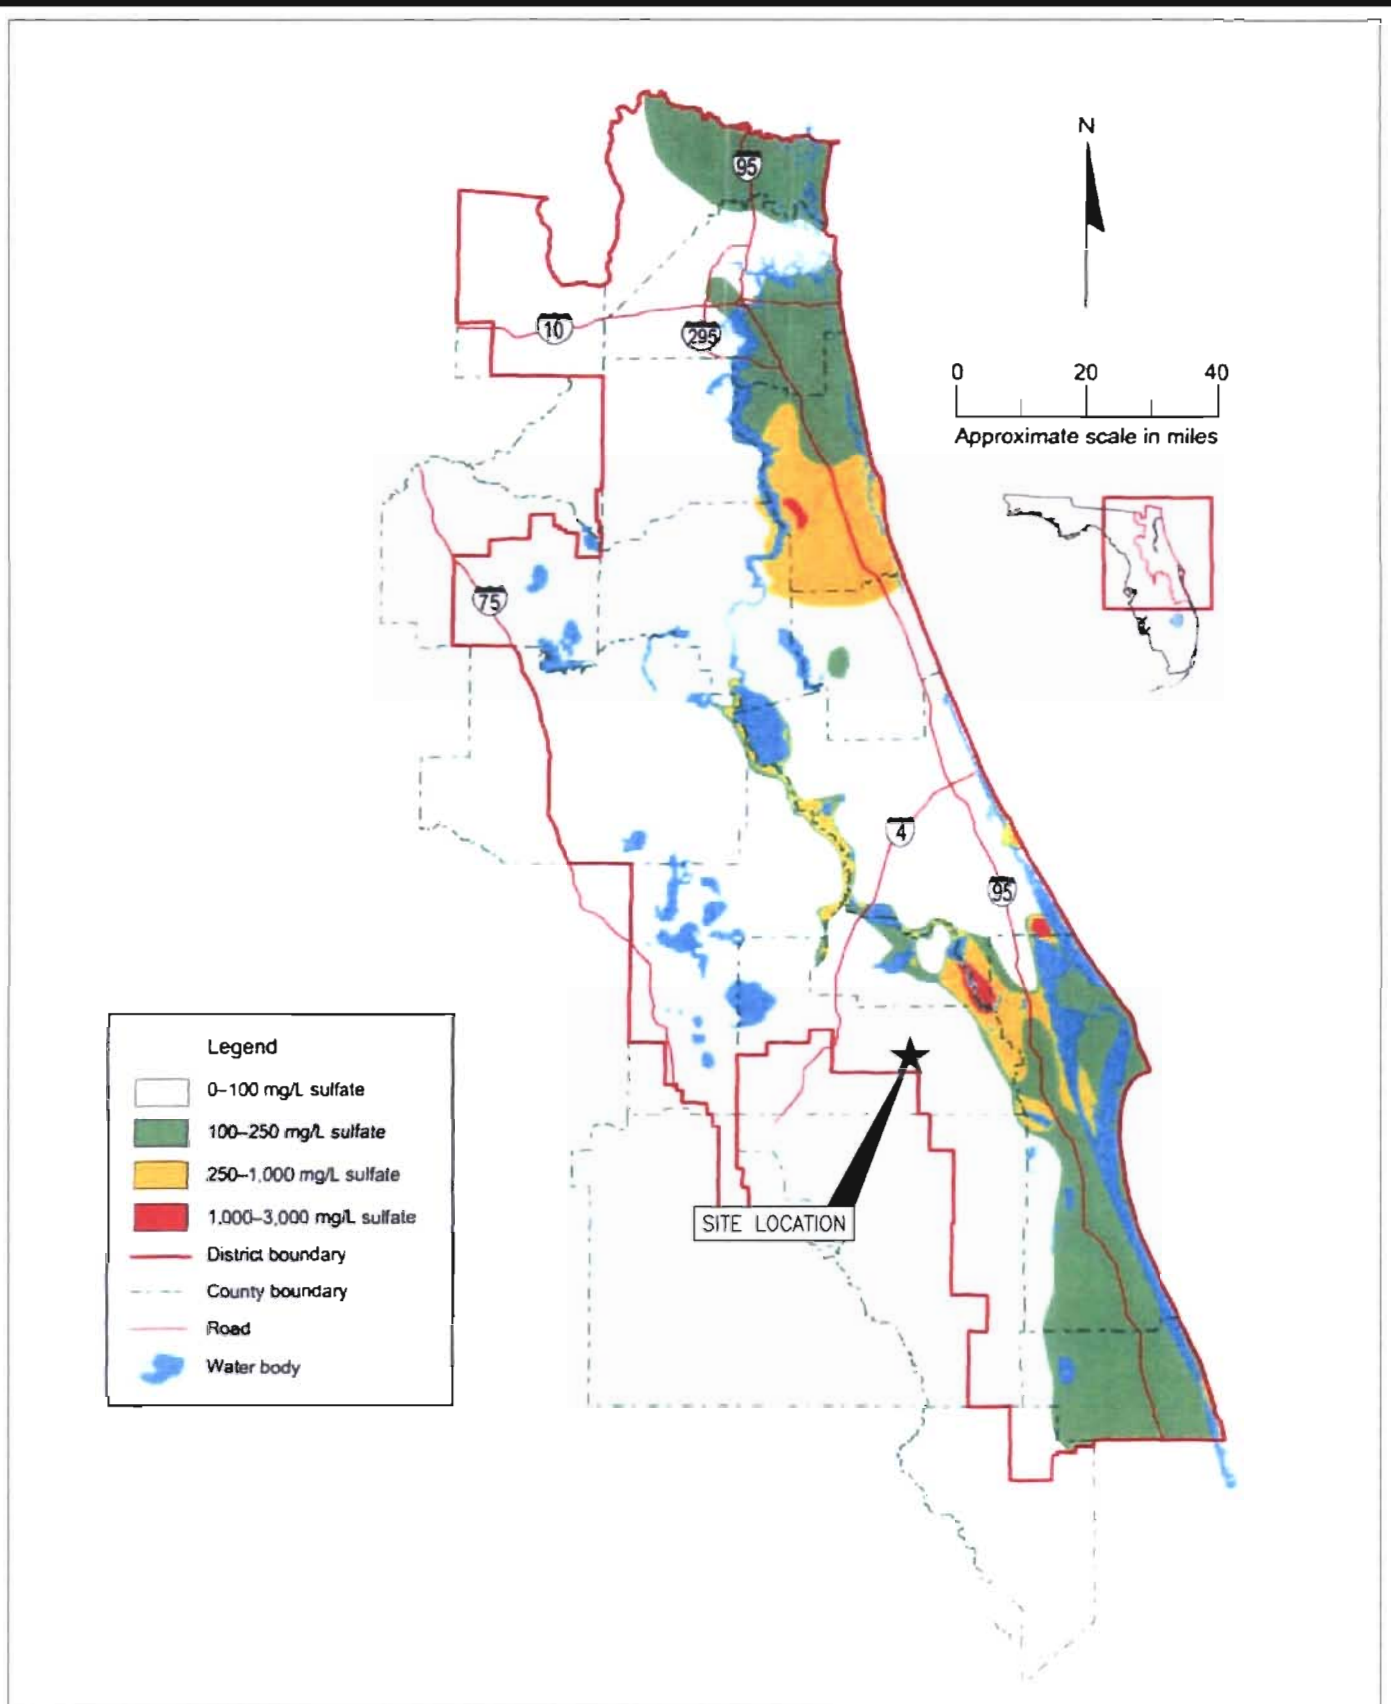 N
95
10
295
0 20 40
Approximate scale in miles
75
4
95
Legend
0–100 mg/L sulfate
100–250 mg/L sulfate
250–1,000 mg/L sulfate
1,000–3,000 mg/L sulfate
District boundary
County boundary
Road
Water body
SITE LOCATION